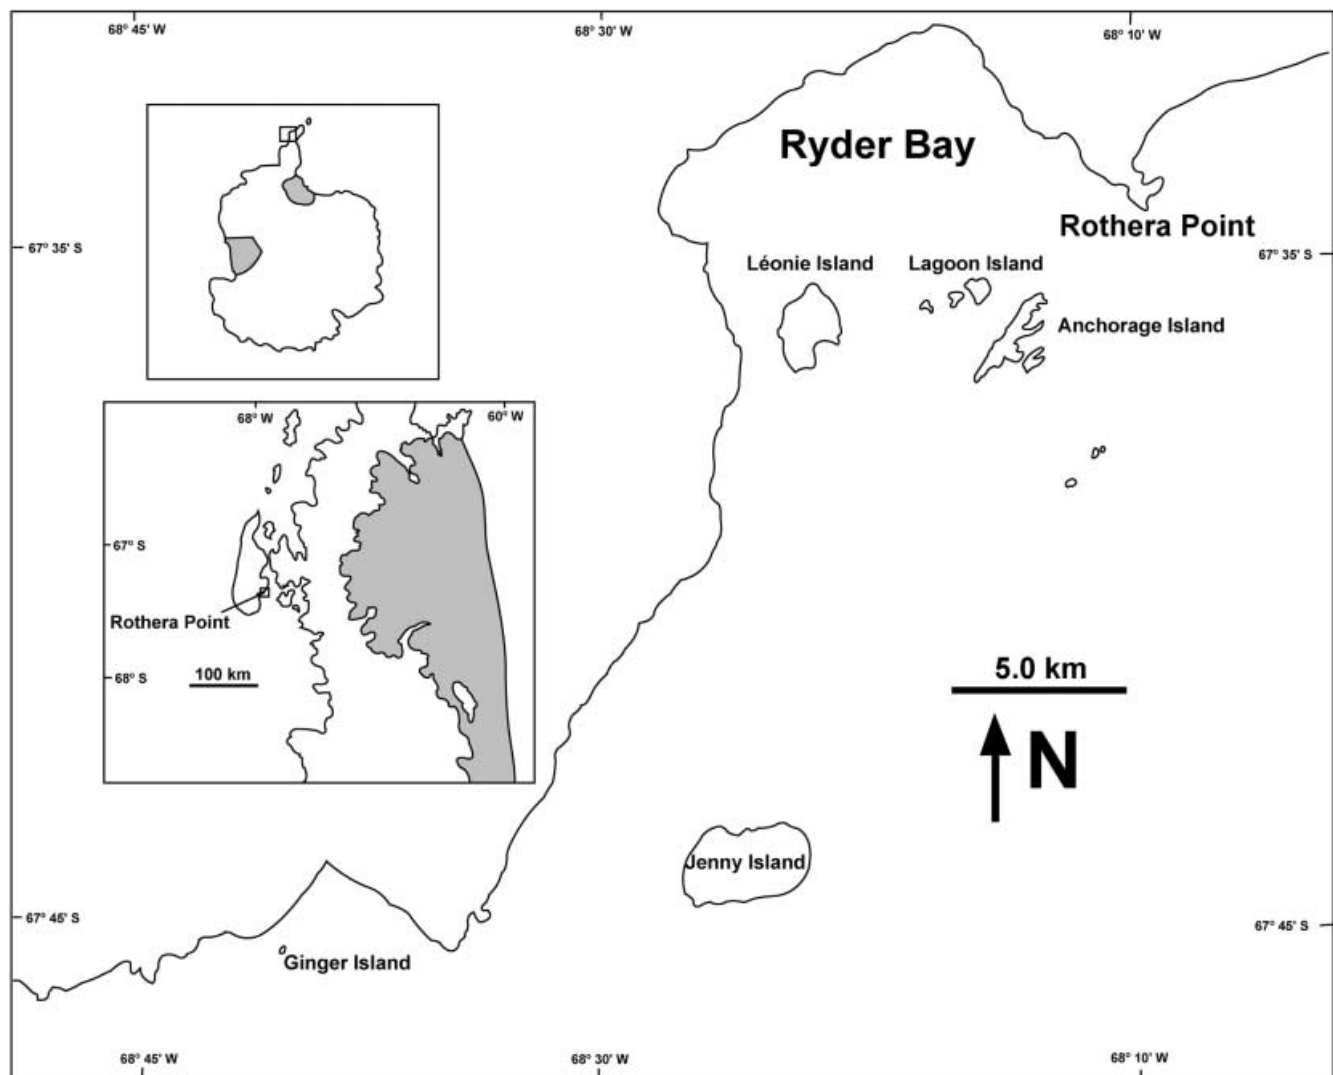 68° 45' W
68° 30' W
68° 10' W
Ryder Bay
Rothera Point
67° 35' S
67° 35' S
Léonie Island
Lagoon Island
Anchorage Island
68° W
60° W
67° S
Rothera Point
68° S
100 km
5.0 km
N
Jenny Island
67° 45' S
67° 45' S
Ginger Island
68° 45' W
68° 30' W
68° 10' W